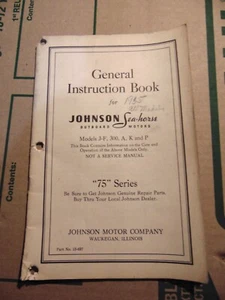 General
Instruction Book
for 1935
JOHNSON Sea-horse
OUTBOARD MOTORS
Models J-P, 300, A, K and P
This Book Contains Information on the Care and
Operation of the Above Models Only.
NOT A SERVICE MANUAL
"75" Series
Be Sure to Get Johnson Genuine Repair Parts.
Buy Thru Your Local Johnson Dealer.
JOHNSON MOTOR COMPANY
WAUKEGAN, ILLINOIS